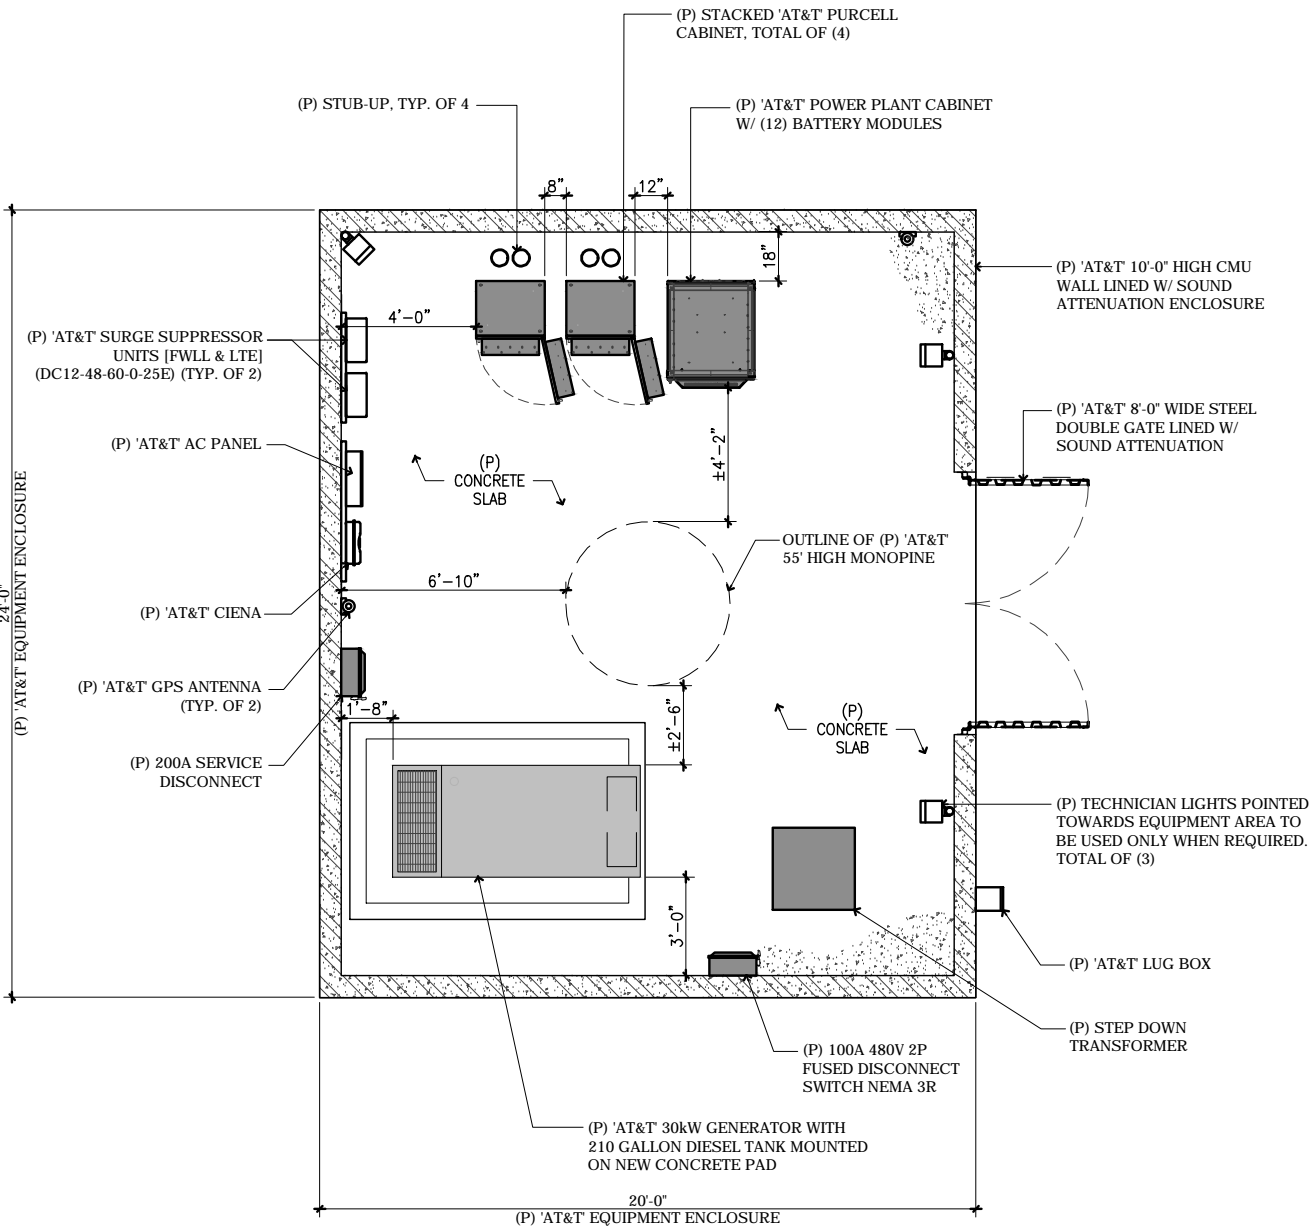 (P) STACKED 'AT&T' PURCELL
CABINET, TOTAL OF (4)
(P) STUB-UP, TYP. OF 4
(P) 'AT&T' POWER PLANT CABINET
W/ (12) BATTERY MODULES
8"
12"
18"
(P) 'AT&T' 10'-0" HIGH CMU
WALL LINED W/ SOUND
ATTENUATION ENCLOSURE
4'-0"
(P) 'AT&T' SURGE SUPPRESSOR
UNITS [FWLL & LTE]
(DC12-48-60-0-25E) (TYP. OF 2)
(P) 'AT&T' 8'-0" WIDE STEEL
DOUBLE GATE LINED W/
SOUND ATTENUATION
(P) 'AT&T' AC PANEL
±4'-2"
(P)
CONCRETE
SLAB
OUTLINE OF (P) 'AT&T'
55' HIGH MONOPINE
6'-10"
24'-0"
(P) 'AT&T' EQUIPMENT ENCLOSURE
(P) 'AT&T' CIENA
(P) 'AT&T' GPS ANTENNA
(TYP. OF 2)
1'-8"
±2'-6"
(P)
CONCRETE
SLAB
(P) 200A SERVICE
DISCONNECT
(P) TECHNICIAN LIGHTS POINTED
TOWARDS EQUIPMENT AREA TO
BE USED ONLY WHEN REQUIRED.
TOTAL OF (3)
3'-0"
(P) 'AT&T' LUG BOX
(P) STEP DOWN
TRANSFORMER
(P) 100A 480V 2P
FUSED DISCONNECT
SWITCH NEMA 3R
(P) 'AT&T' 30kW GENERATOR WITH
210 GALLON DIESEL TANK MOUNTED
ON NEW CONCRETE PAD
20'-0"
(P) 'AT&T' EQUIPMENT ENCLOSURE